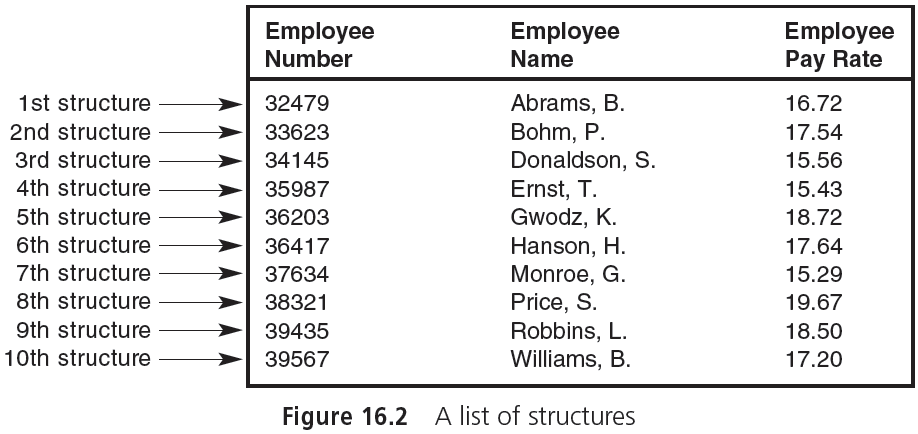 Employee Number Employee Name Employee Pay Rate
1st structure 32479 Abrams, B. 16.72
2nd structure 33623 Bohm, P. 17.54
3rd structure 34145 Donaldson, S. 15.56
4th structure 35987 Ernst, T. 15.43
5th structure 36203 Gwodz, K. 18.72
6th structure 36417 Hanson, H. 17.64
7th structure 37634 Monroe, G. 15.29
8th structure 38321 Price, S. 19.67
9th structure 39435 Robbins, L. 18.50
10th structure 39567 Williams, B. 17.20
Figure 16.2 A list of structures